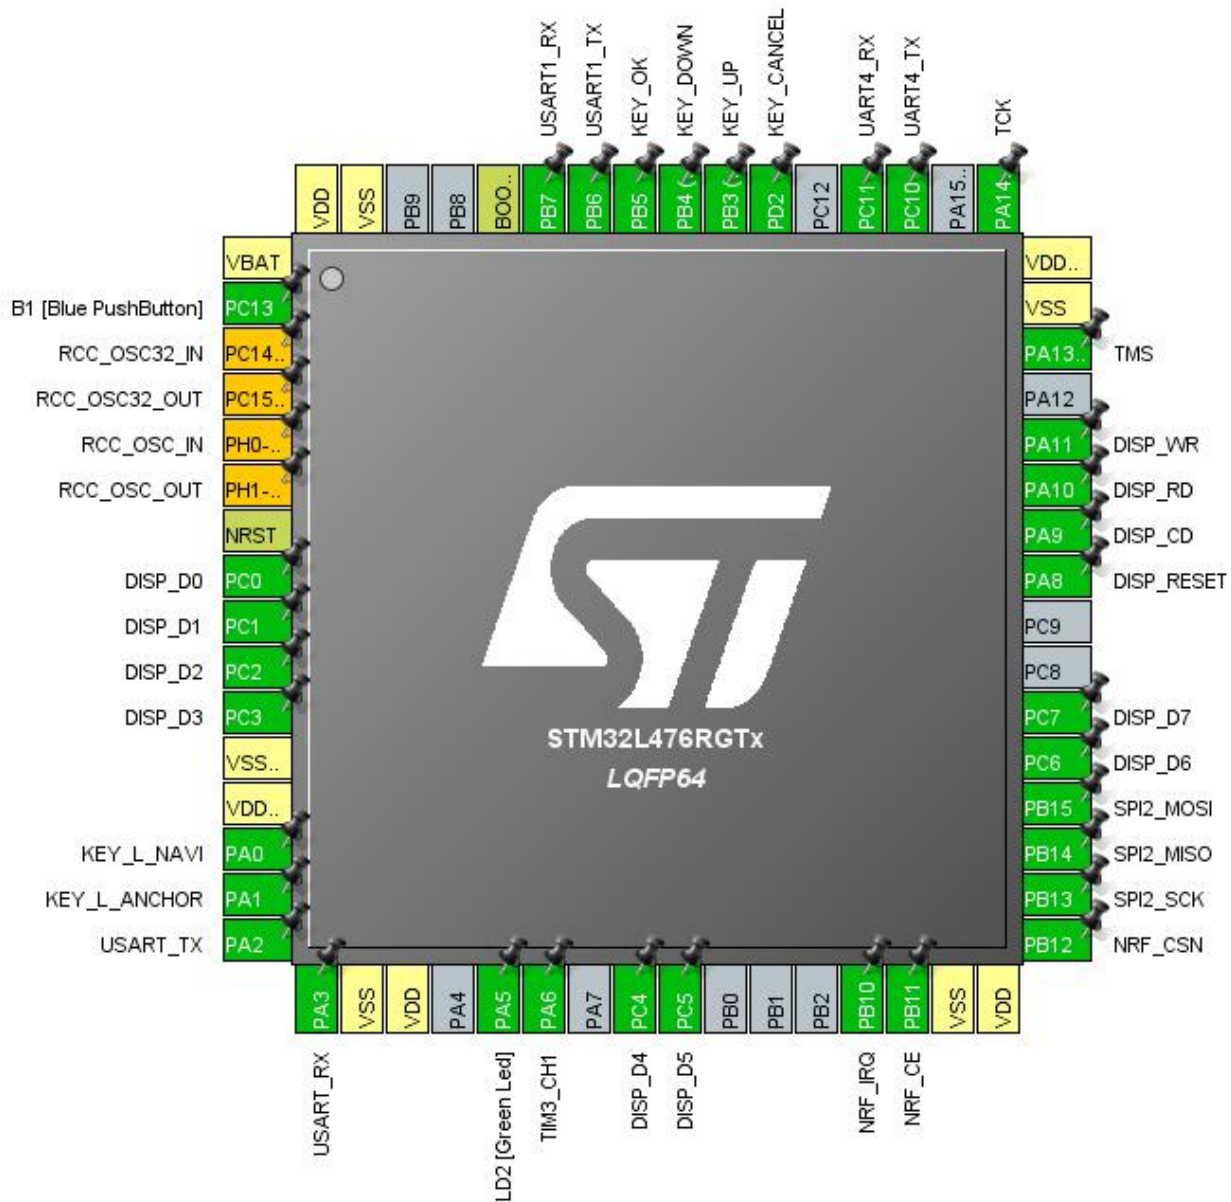 USART1_RX
USART1_TX
KEY_OK
KEY_DOWN
KEY_UP
KEY_CANCEL
UART4_RX
UART4_TX
TCK
VDD
VSS
PB9
PB8
BOO..
PB7
PB6
PB5
PB4 (..
PB3 (..
PD2
PC12
PC11
PC10
PA15..
PA14..
VBAT
B1 [Blue PushButton] PC13
RCC_OSC32_IN PC14..
RCC_OSC32_OUT PC15..
RCC_OSC_IN PH0-..
RCC_OSC_OUT PH1-..
NRST
DISP_D0 PC0
DISP_D1 PC1
DISP_D2 PC2
DISP_D3 PC3
VSS..
VDD..
KEY_L_NAVI PA0
KEY_L_ANCHOR PA1
USART_TX PA2
ST
STM32L476RGTx
LQFP64
VDD..
VSS
PA13.. TMS
PA12
PA11 DISP_WR
PA10 DISP_RD
PA9 DISP_CD
PA8 DISP_RESET
PC9
PC8
PC7 DISP_D7
PC6 DISP_D6
PB15 SPI2_MOSI
PB14 SPI2_MISO
PB13 SPI2_SCK
PB12 NRF_CSN
PA3
VSS
VDD
PA4
PA5
PA6
PA7
PC4
PC5
PB0
PB1
PB2
PB10
PB11
VSS
VDD
USART_RX
LD2 [Green Led]
TIM3_CH1
DISP_D4
DISP_D5
NRF_IRQ
NRF_CE